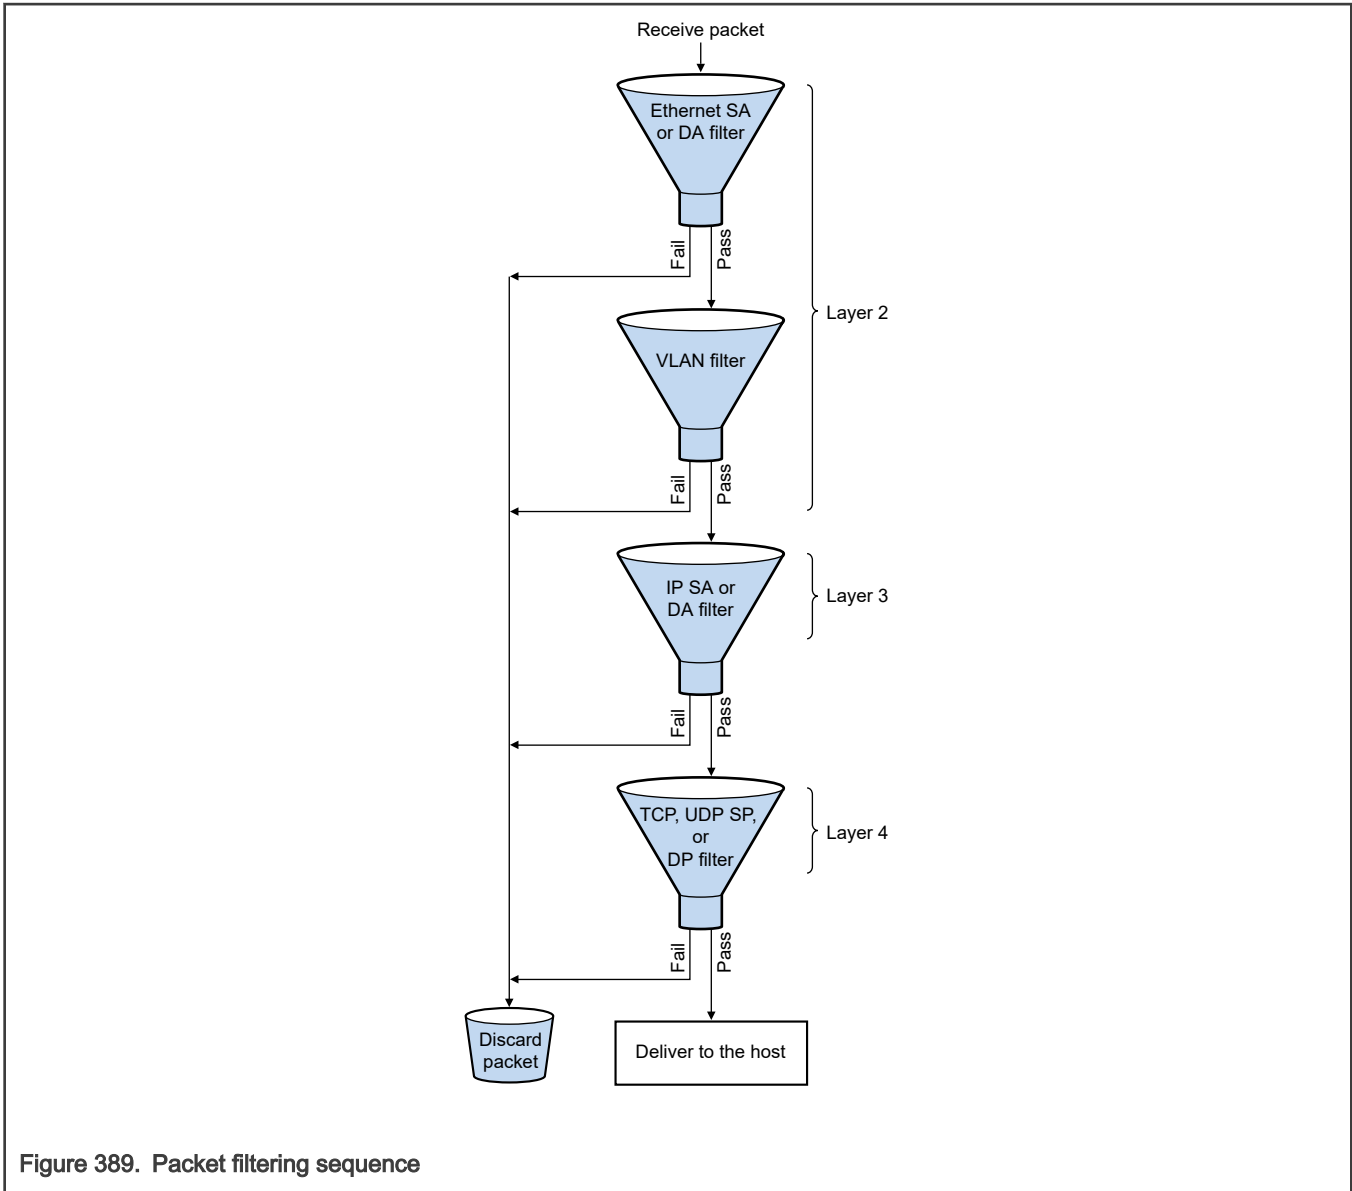 Receive packet
Ethernet SA
or DA filter
Fail
Pass
Layer 2
VLAN filter
Fail
Pass
IP SA or
DA filter
Layer 3
Fail
Pass
TCP, UDP SP,
or
DP filter
Layer 4
Fail
Pass
Discard
packet
Deliver to the host
Figure 389. Packet filtering sequence